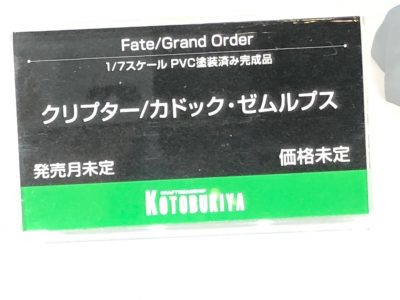 Fate/Grand Order
1/7スケール PVC塗装済み完成品
クリプター/カドック・ゼムルプス
発売月未定 価格未定
CRAFTSMANSHIP
KOTOBUKIYA